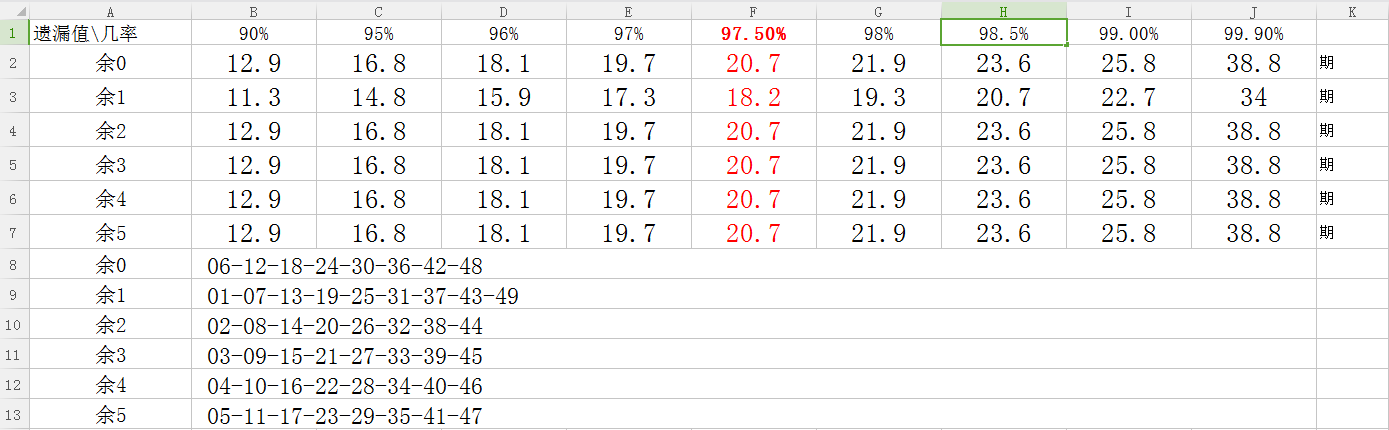 A B C D E F G H I J K
1 遗漏值\几率 90% 95% 96% 97% 97.50% 98% 98.5% 99.00% 99.90%
2 余0 12.9 16.8 18.1 19.7 20.7 21.9 23.6 25.8 38.8 期
3 余1 11.3 14.8 15.9 17.3 18.2 19.3 20.7 22.7 34 期
4 余2 12.9 16.8 18.1 19.7 20.7 21.9 23.6 25.8 38.8 期
5 余3 12.9 16.8 18.1 19.7 20.7 21.9 23.6 25.8 38.8 期
6 余4 12.9 16.8 18.1 19.7 20.7 21.9 23.6 25.8 38.8 期
7 余5 12.9 16.8 18.1 19.7 20.7 21.9 23.6 25.8 38.8 期
8 余0 06-12-18-24-30-36-42-48
9 余1 01-07-13-19-25-31-37-43-49
10 余2 02-08-14-20-26-32-38-44
11 余3 03-09-15-21-27-33-39-45
12 余4 04-10-16-22-28-34-40-46
13 余5 05-11-17-23-29-35-41-47